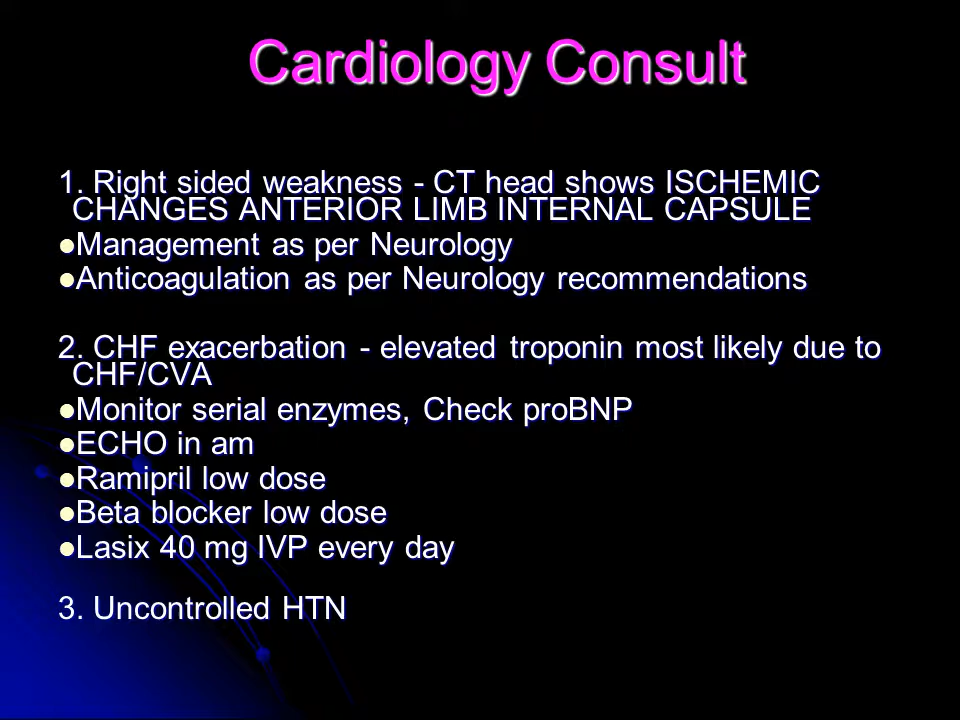 Cardiology Consult
1. Right sided weakness - CT head shows ISCHEMIC
CHANGES ANTERIOR LIMB INTERNAL CAPSULE
●Management as per Neurology
●Anticoagulation as per Neurology recommendations
2. CHF exacerbation - elevated troponin most likely due to
CHF/CVA
●Monitor serial enzymes, Check proBNP
●ECHO in am
●Ramipril low dose
●Beta blocker low dose
●Lasix 40 mg IVP every day
3. Uncontrolled HTN